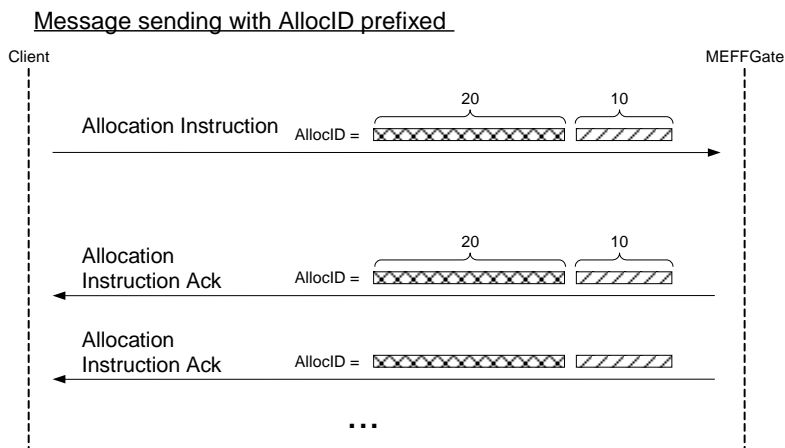 Message sending with AllocID prefixed
Client
MEFFGate
20
10
Allocation Instruction
AllocID =
20
10
Allocation
Instruction Ack
AllocID =
Allocation
Instruction Ack
AllocID =
...